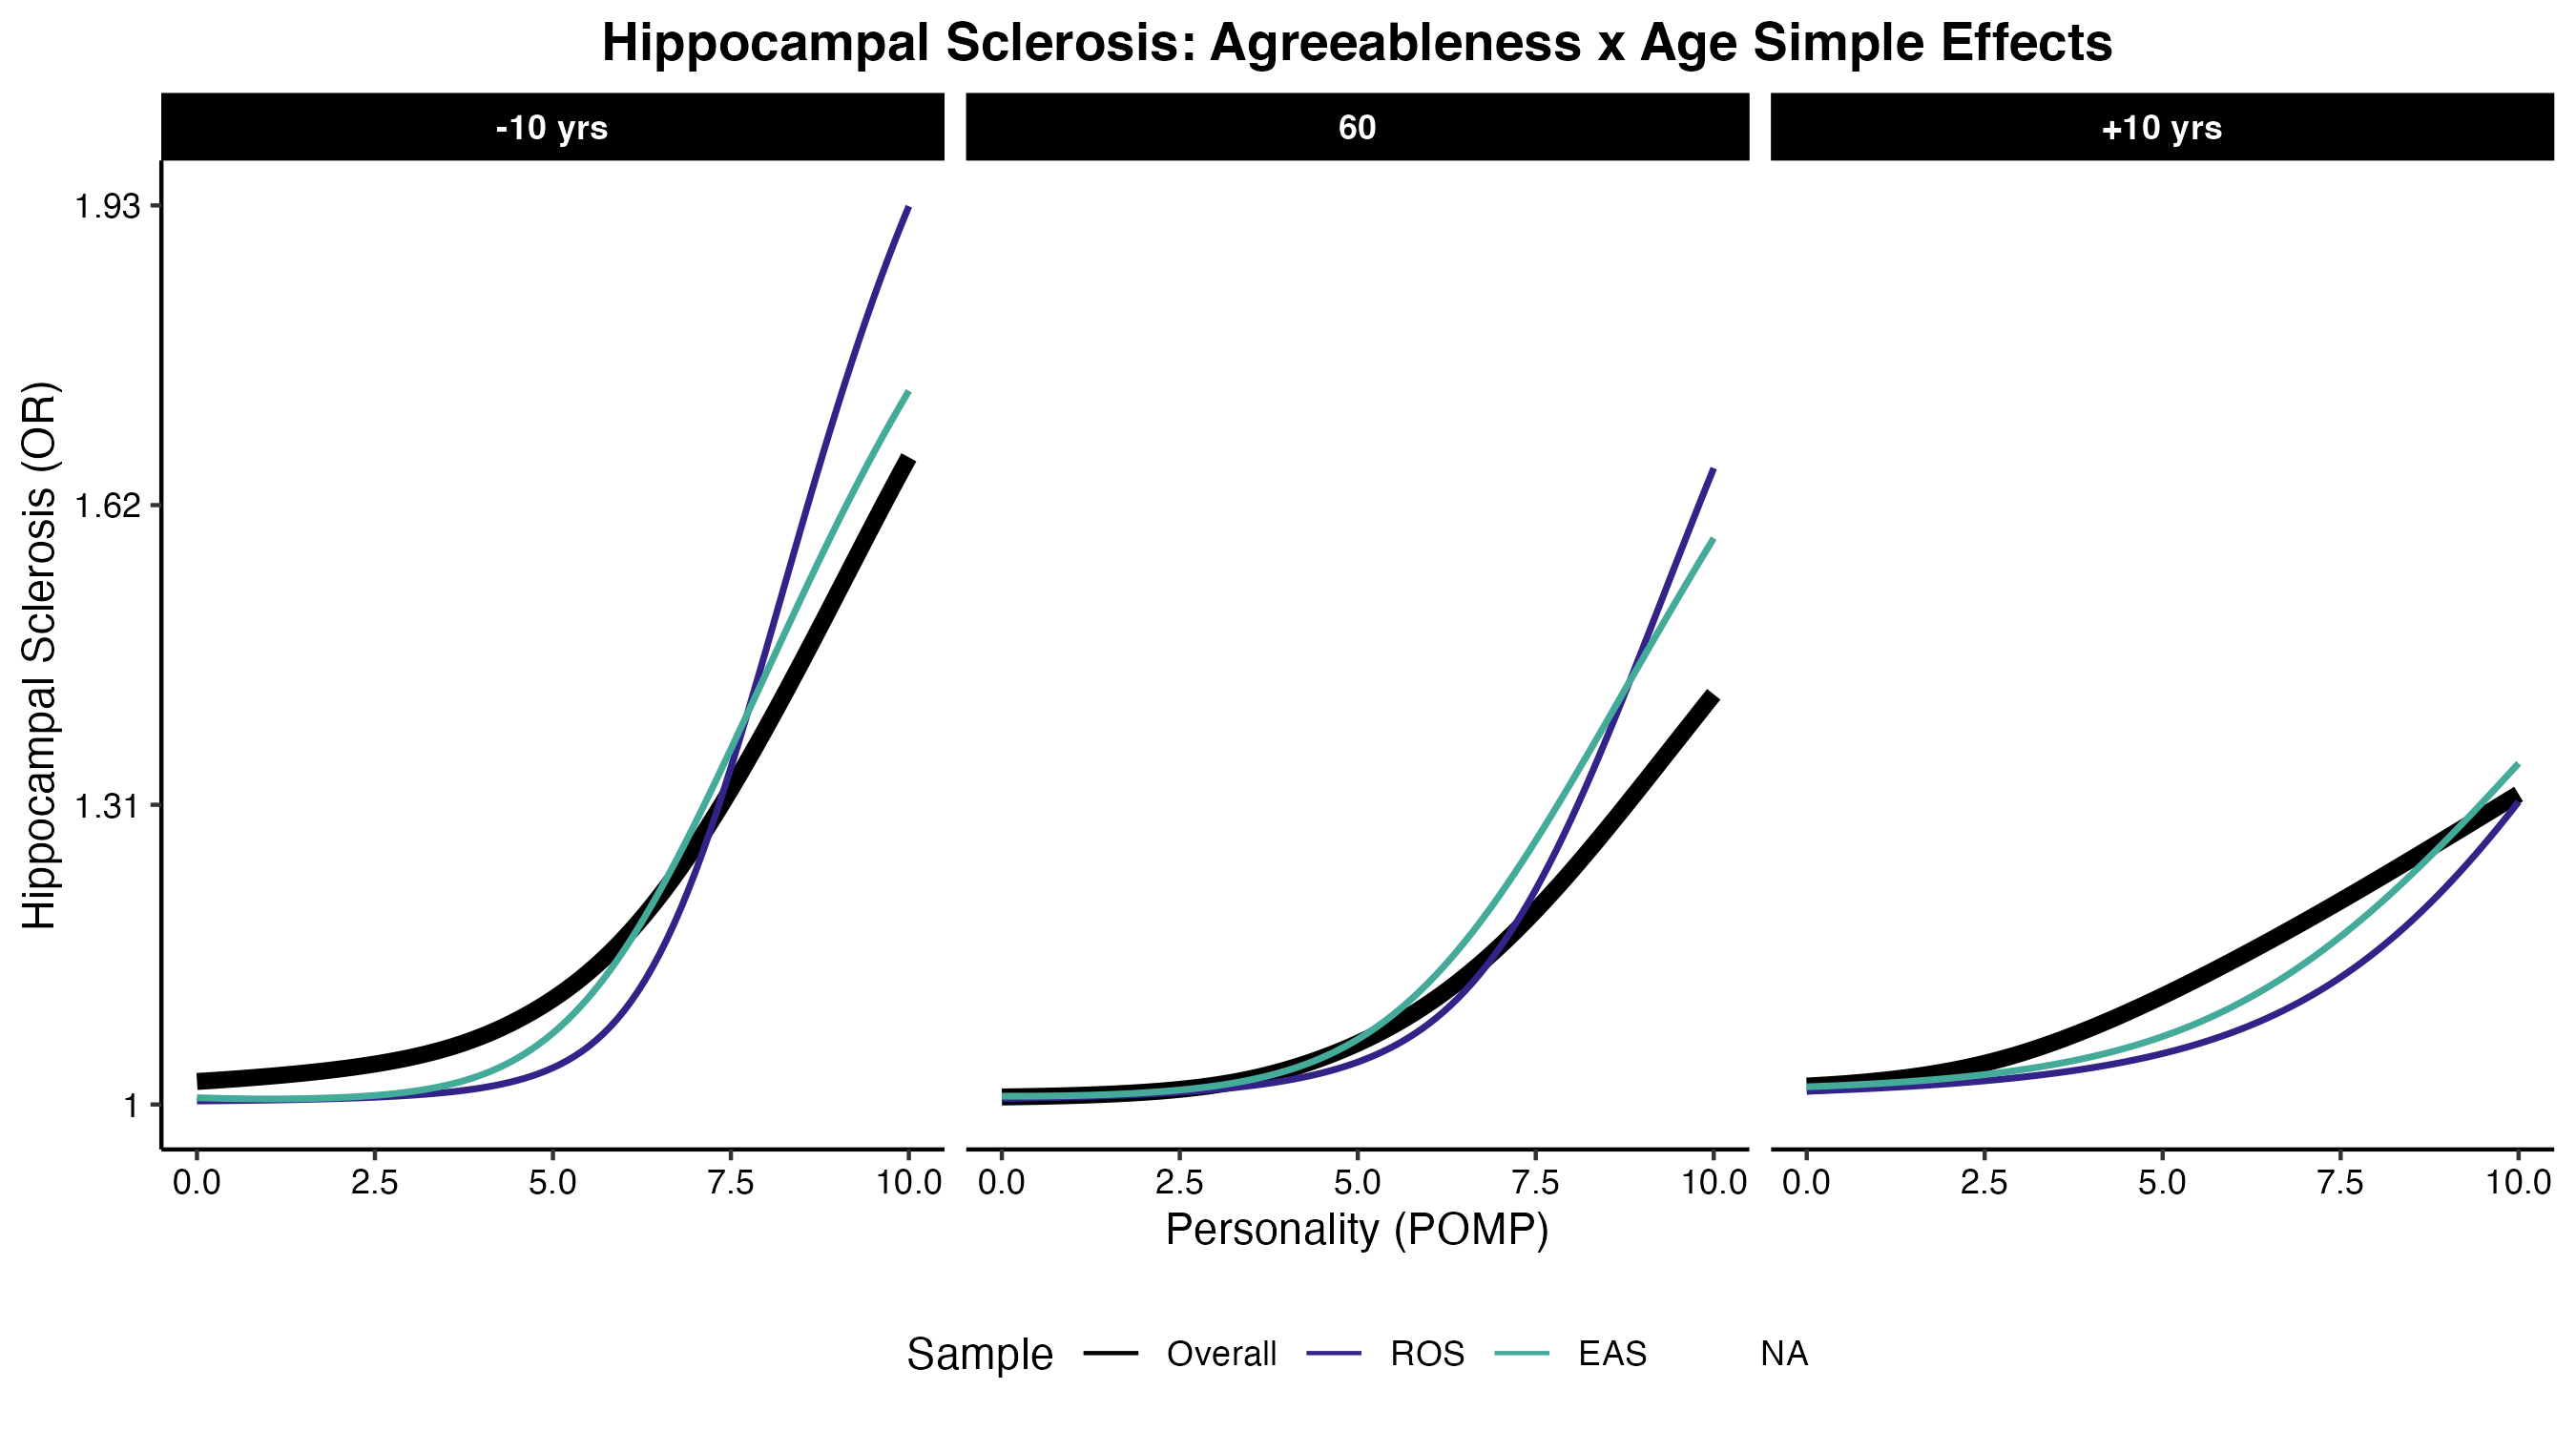 Hippocampal Sclerosis: Agreeableness x Age Simple Effects
-10 yrs
60
+10 yrs
Hippocampal Sclerosis (OR)
1.93
1.62
1.31
1
0.0 2.5 5.0 7.5 10.0
0.0 2.5 5.0 7.5 10.0
0.0 2.5 5.0 7.5 10.0
Personality (POMP)
Sample Overall ROS EAS NA